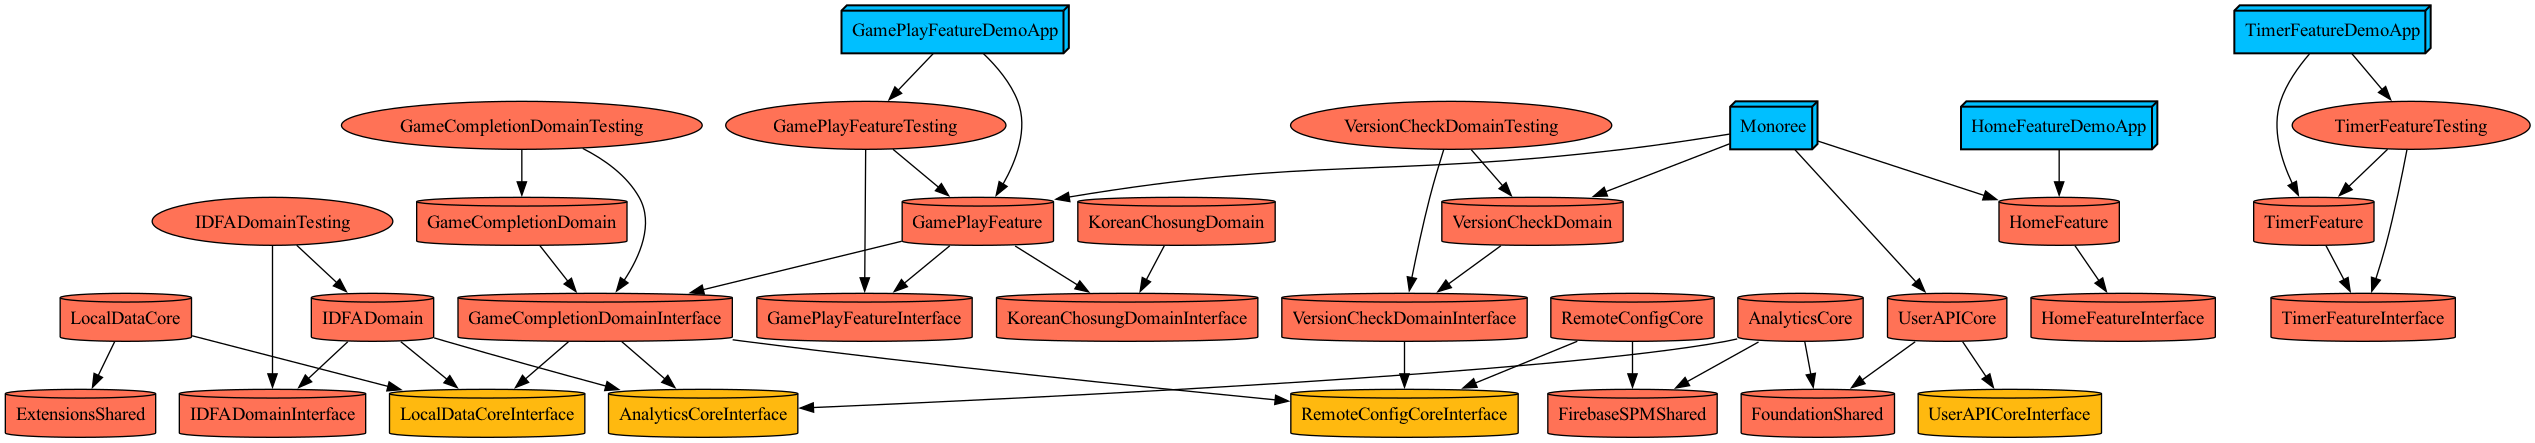 GamePlayFeatureDemoApp
TimerFeatureDemoApp
GameCompletionDomainTesting
GamePlayFeatureTesting
VersionCheckDomainTesting
Monoree
HomeFeatureDemoApp
TimerFeatureTesting
IDFADomainTesting
GameCompletionDomain
GamePlayFeature
KoreanChosungDomain
VersionCheckDomain
HomeFeature
TimerFeature
LocalDataCore
IDFADomain
GameCompletionDomainInterface
GamePlayFeatureInterface
KoreanChosungDomainInterface
VersionCheckDomainInterface
RemoteConfigCore
AnalyticsCore
UserAPICore
HomeFeatureInterface
TimerFeatureInterface
ExtensionsShared
IDFADomainInterface
LocalDataCoreInterface
AnalyticsCoreInterface
RemoteConfigCoreInterface
FirebaseSPMShared
FoundationShared
UserAPICoreInterface